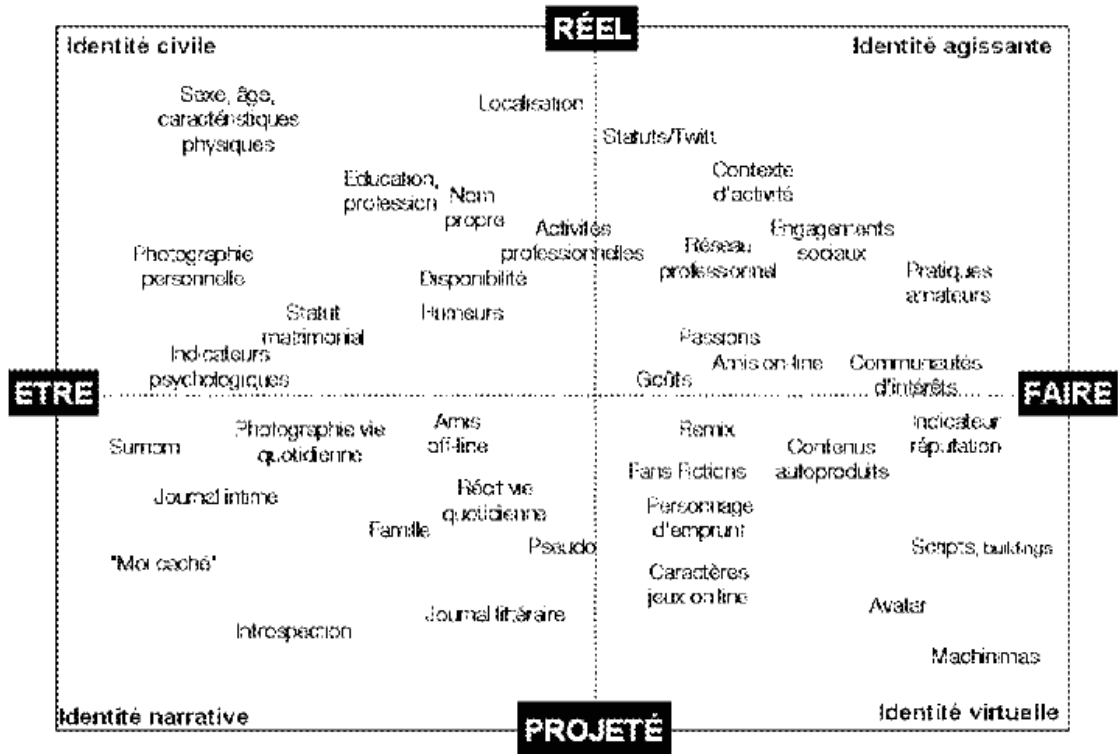 RÉEL
Identité civile
Identité agissante
Sexe, âge,
caractéristiques
physiques
Localisation
Statuts/Twitt
Contexte
d'activité
Education,
profession
Nom
propre
Activités
professionnelles
Engagements
sociaux
Réseau
professionnel
Photographie
personnelle
Disponibilité
Pratiques
amateurs
Statut
matrimonial
Humeurs
Passions
Indicateurs
psychologiques
Amis on-line
Goûts
Communautés
d'intérêts
ETRE
FAIRE
Surnom
Photographie vie
quotidienne
Amis
off-line
Remix
Contenus
autoproduits
Indicateur
réputation
Fans Fictions
Journal intime
Récit vie
quotidienne
Personnage
d'emprunt
Famille
Pseudo
Scripts, buildings
"Moi caché"
Caractères
jeux on line
Avatar
Journal littéraire
Introspection
Machinimas
Identité narrative
Identité virtuelle
PROJETÉ